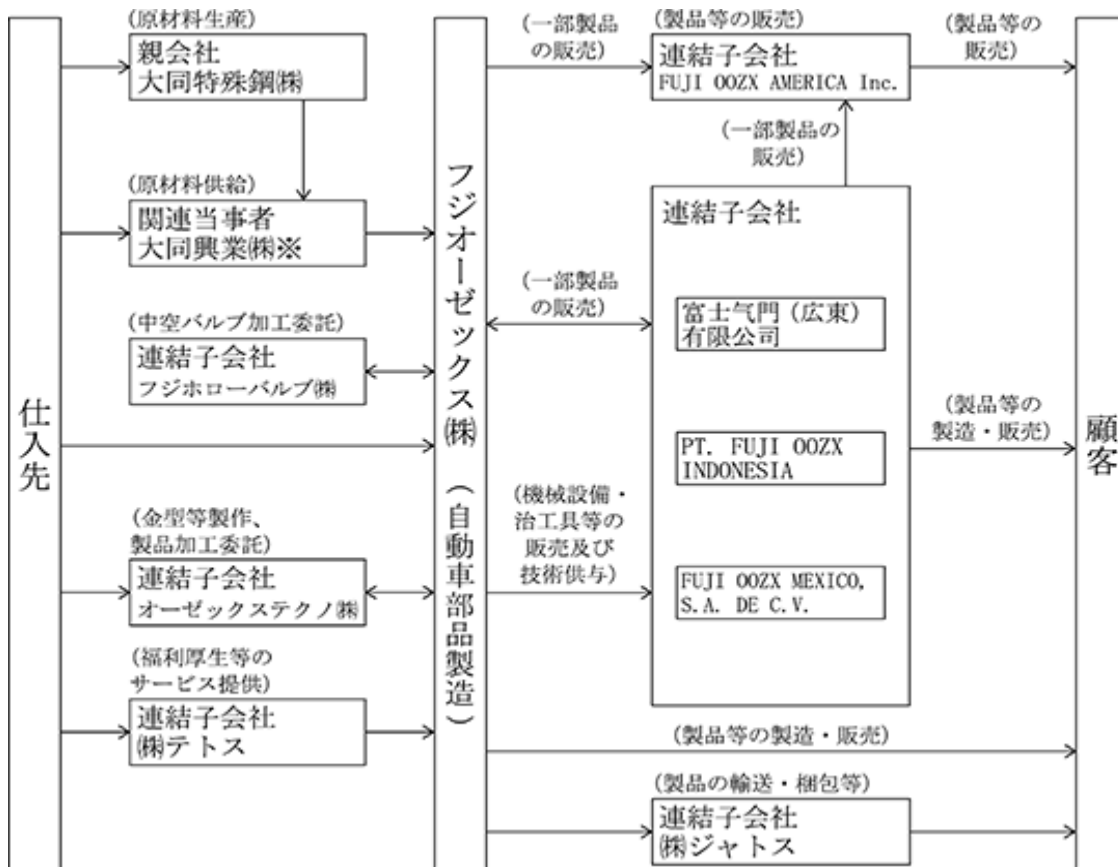 仕入先
(原材料生産)
親会社
大同特殊鋼㈱
(原材料供給)
関連当事者
大同興業㈱※
(中空バルブ加工委託)
連結子会社
フジホローバルブ㈱
(金型等製作、
製品加工委託)
連結子会社
オーゼックステクノ㈱
(福利厚生等の
サービス提供)
連結子会社
㈱テトス
フジオーゼックス㈱(自動車部品製造)
(一部製品
の販売)
(製品等の販売)
連結子会社
FUJI OOZX AMERICA Inc.
(製品等の
販売)
(一部製品の
販売)
連結子会社
(一部製品
の販売)
富士气門(広東)
有限公司
PT. FUJI OOZX
INDONESIA
(製品等の
製造・販売)
(機械設備・
治工具等の
販売及び
技術供与)
FUJI OOZX MEXICO,
S.A. DE C.V.
(製品等の製造・販売)
(製品の輸送・梱包等)
連結子会社
㈱ジャトス
顧客